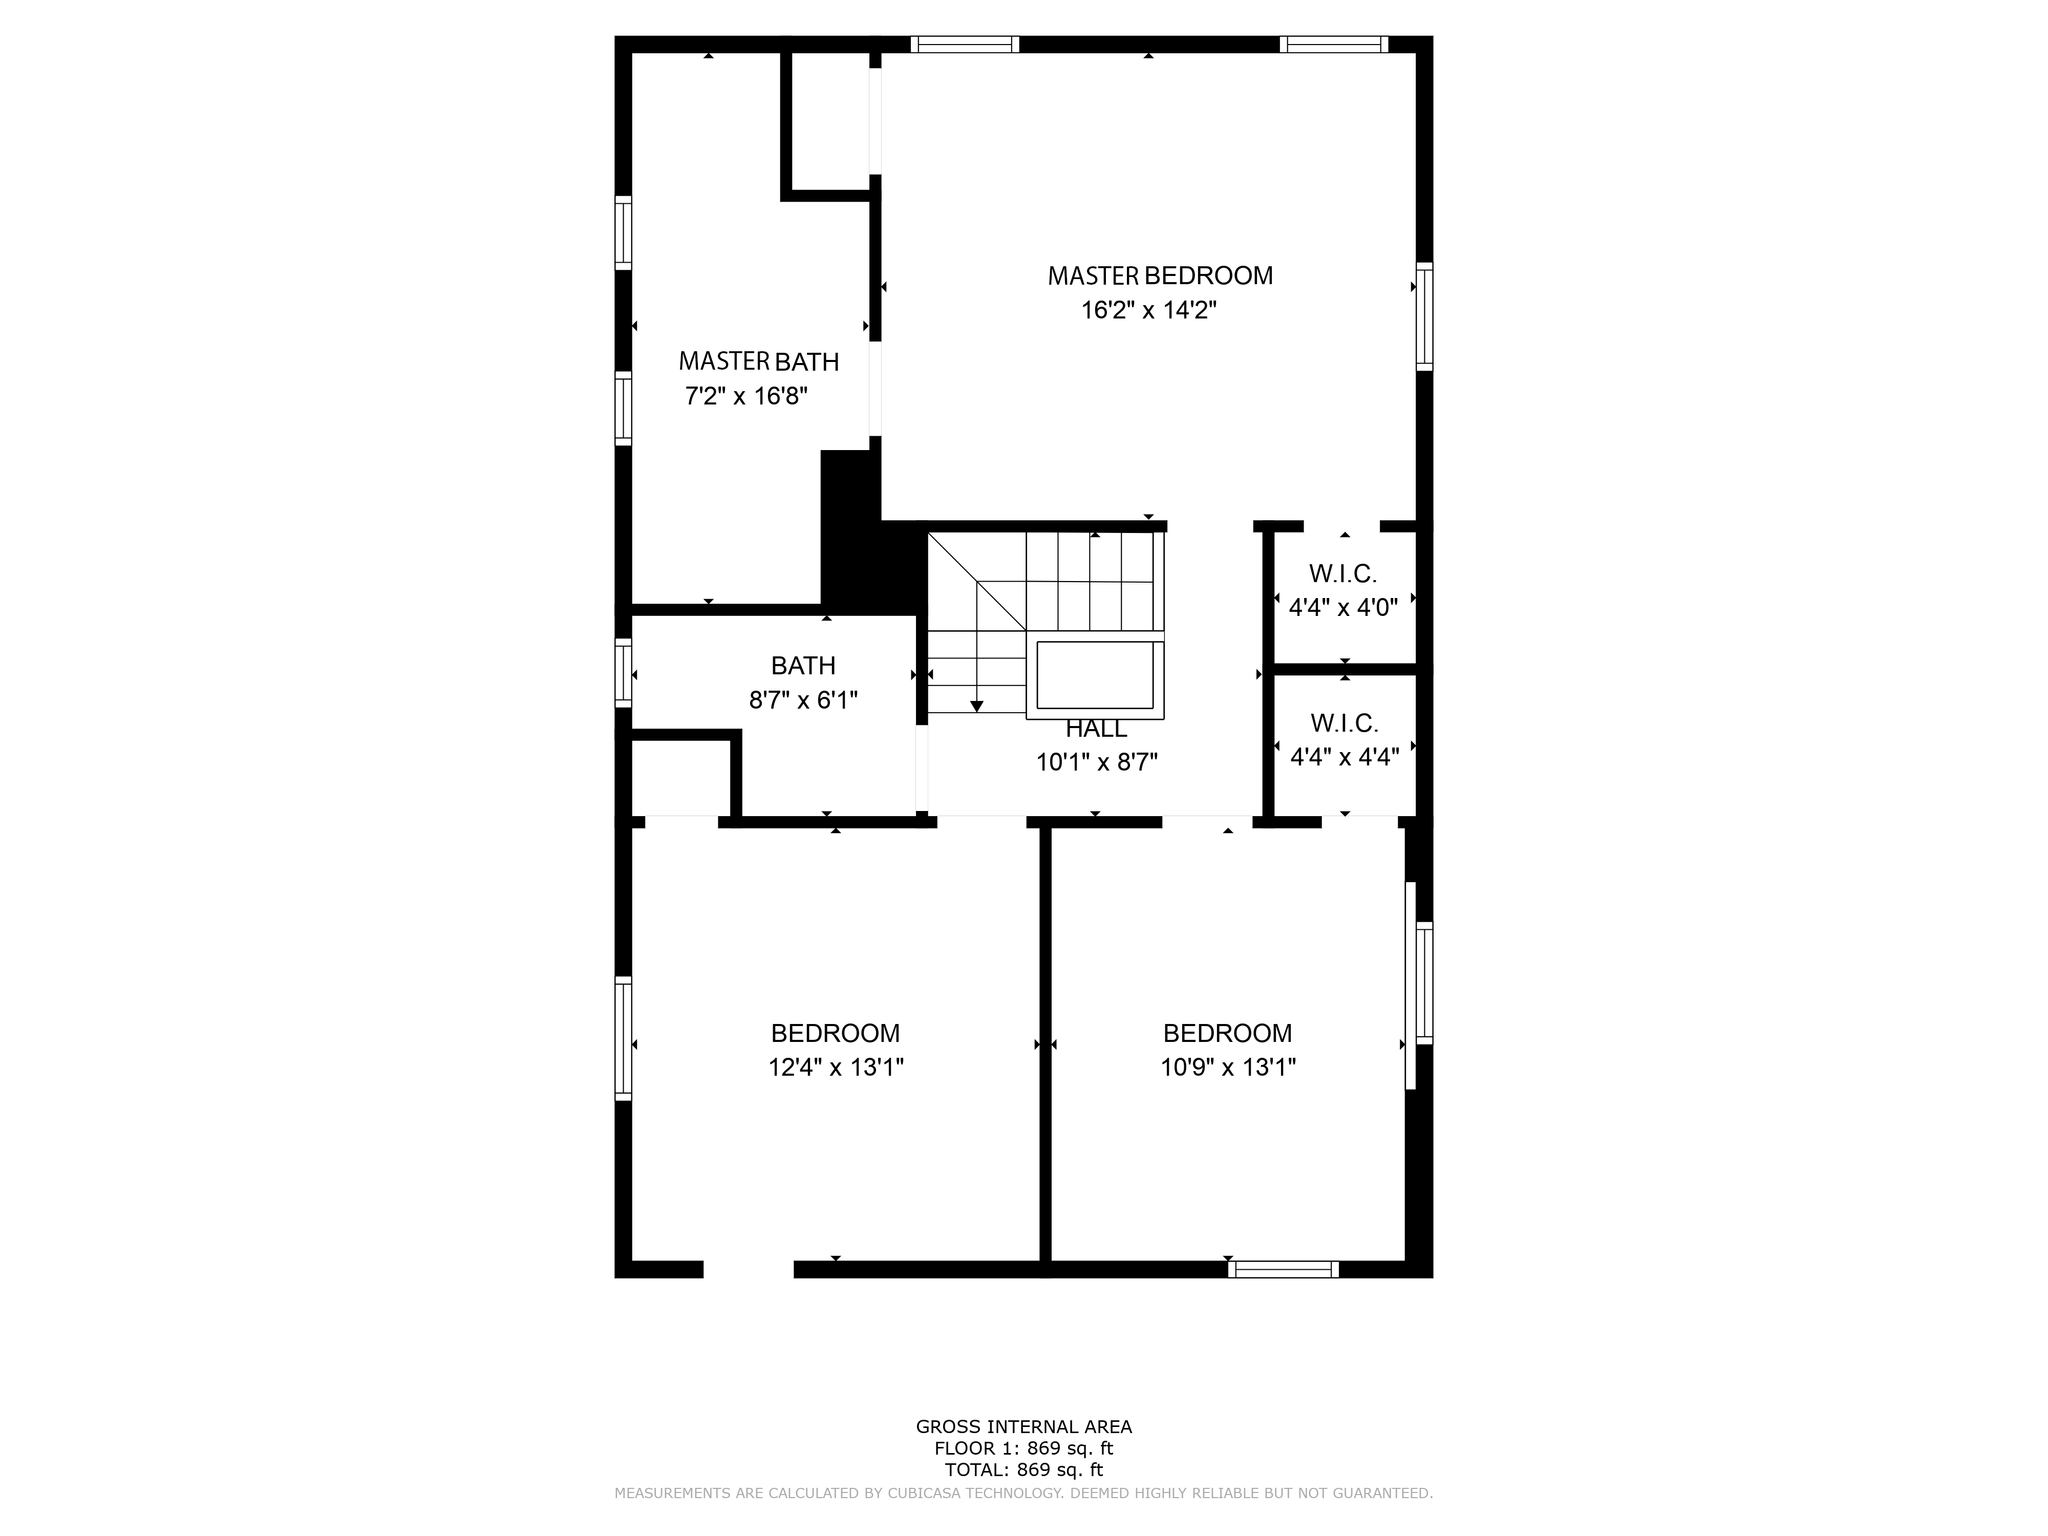 MASTER BEDROOM
16'2" x 14'2"
MASTER BATH
7'2" x 16'8"
W.I.C.
4'4" x 4'0"
BATH
8'7" x 6'1"
HALL
10'1" x 8'7"
W.I.C.
4'4" x 4'4"
BEDROOM
12'4" x 13'1"
BEDROOM
10'9" x 13'1"
GROSS INTERNAL AREA
FLOOR 1: 869 sq. ft
TOTAL: 869 sq. ft
MEASUREMENTS ARE CALCULATED BY CUBICASA TECHNOLOGY. DEEMED HIGHLY RELIABLE BUT NOT GUARANTEED.